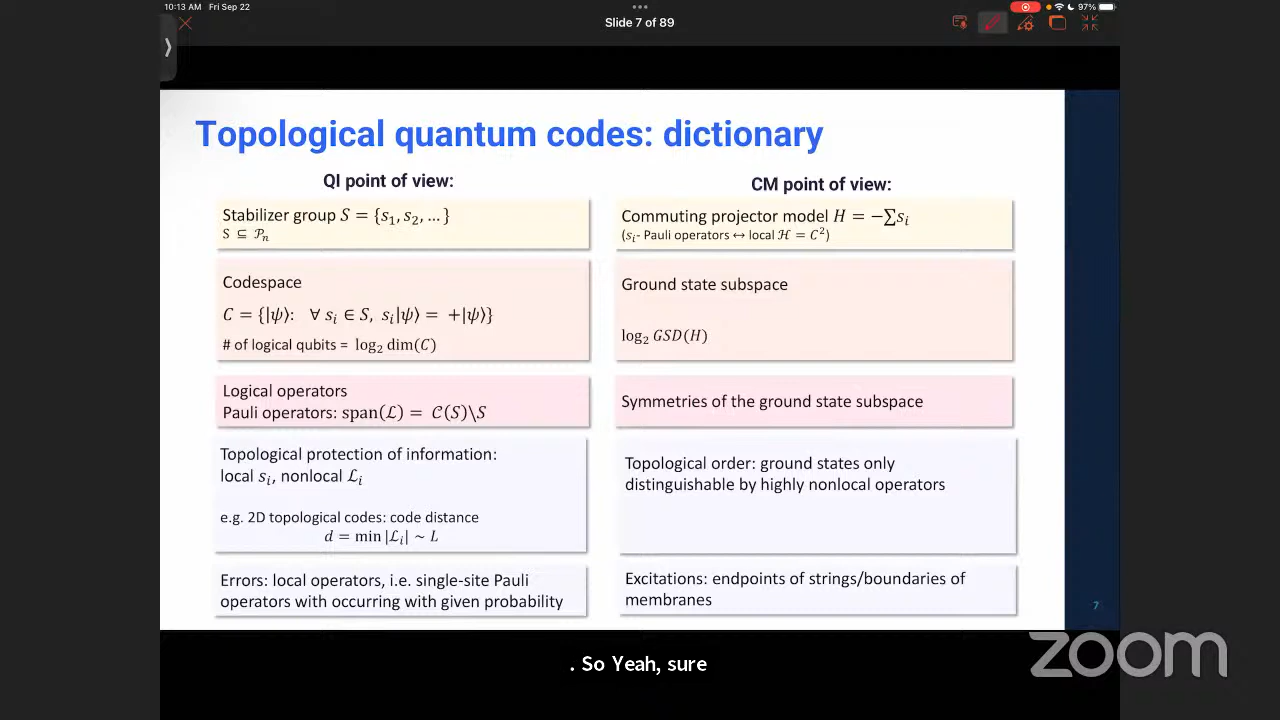 10:13 AM Fri Sep 22
97%
Slide 7 of 89
Topological quantum codes: dictionary
QI point of view:
Stabilizer group S = {s₁, s₂, … }
S ⊆ 𝒫ₙ
Codespace
C = {|ψ⟩: ∀ sᵢ ∈ S, sᵢ|ψ⟩ = +|ψ⟩}
# of logical qubits = log₂ dim(C)
Logical operators
Pauli operators: span(ℒ) = 𝒞(S)\S
Topological protection of information:
local sᵢ, nonlocal ℒᵢ
e.g. 2D topological codes: code distance
d = min|ℒᵢ| ~ L
Errors: local operators, i.e. single-site Pauli
operators with occurring with given probability
CM point of view:
Commuting projector model H = −∑sᵢ
(sᵢ- Pauli operators ↔ local ℋ = C²)
Ground state subspace
log₂ GSD(H)
Symmetries of the ground state subspace
Topological order: ground states only
distinguishable by highly nonlocal operators
Excitations: endpoints of strings/boundaries of
membranes
7
. So Yeah, sure
zoom